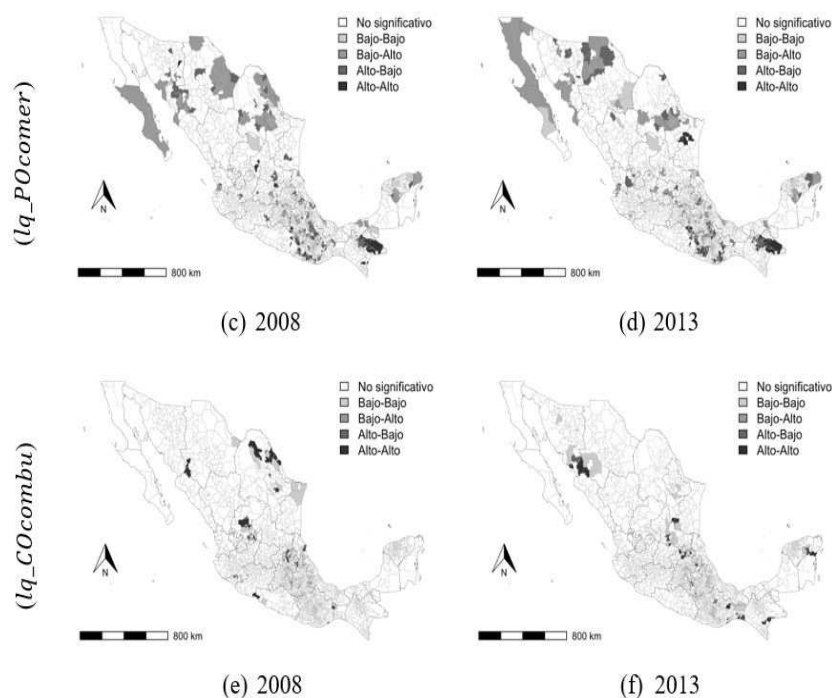 (lq_POcomer)
No significativo
Bajo-Bajo
Bajo-Alto
Alto-Bajo
Alto-Alto
N
800 km
(c) 2008
No significativo
Bajo-Bajo
Bajo-Alto
Alto-Bajo
Alto-Alto
N
800 km
(d) 2013
(lq_COcombu)
No significativo
Bajo-Bajo
Bajo-Alto
Alto-Bajo
Alto-Alto
N
800 km
(e) 2008
No significativo
Bajo-Bajo
Bajo-Alto
Alto-Bajo
Alto-Alto
N
800 km
(f) 2013